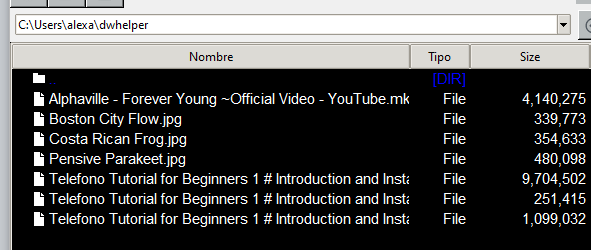 C:\Users\alexa\dwhelper
Nombre Tipo Size
[DIR]
Alphaville - Forever Young ~Official Video - YouTube.mk File 4,140,275
Boston City Flow.jpg File 339,773
Costa Rican Frog.jpg File 354,633
Pensive Parakeet.jpg File 480,098
Telefono Tutorial for Beginners 1 # Introduction and Insta File 9,704,502
Telefono Tutorial for Beginners 1 # Introduction and Insta File 251,415
Telefono Tutorial for Beginners 1 # Introduction and Insta File 1,099,032